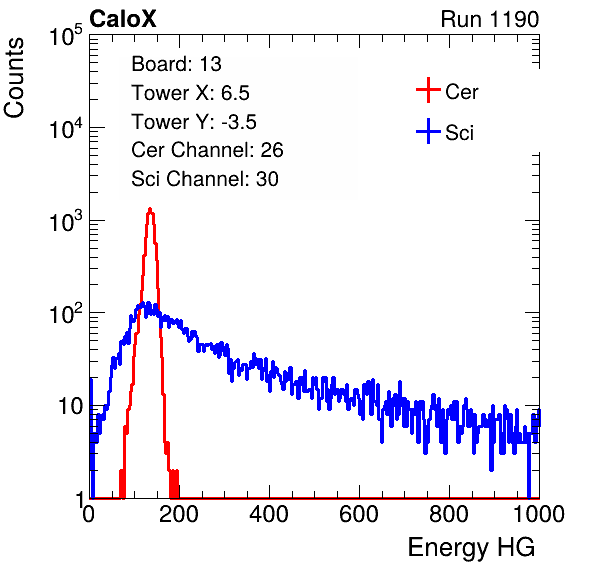 CaloX Run 1190
Counts
10^5
10^4
10^3
10^2
10
1
Board: 13
Tower X: 6.5
Tower Y: -3.5
Cer Channel: 26
Sci Channel: 30
Cer
Sci
0 200 400 600 800 1000
Energy HG